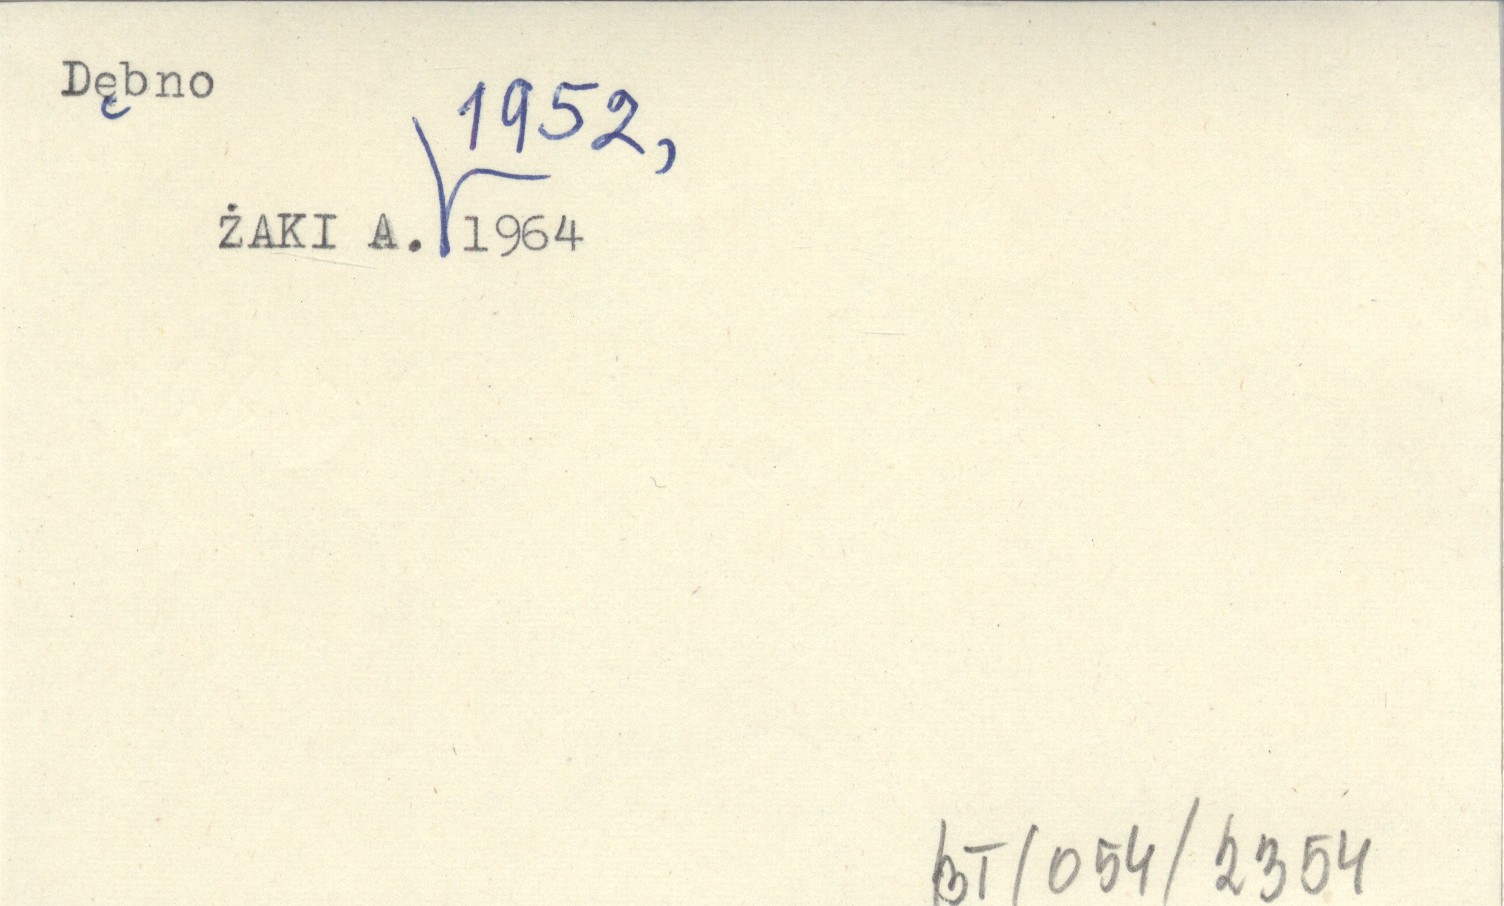 Dębno
1952,
ŻAKI A. 1964
BT/054/2354